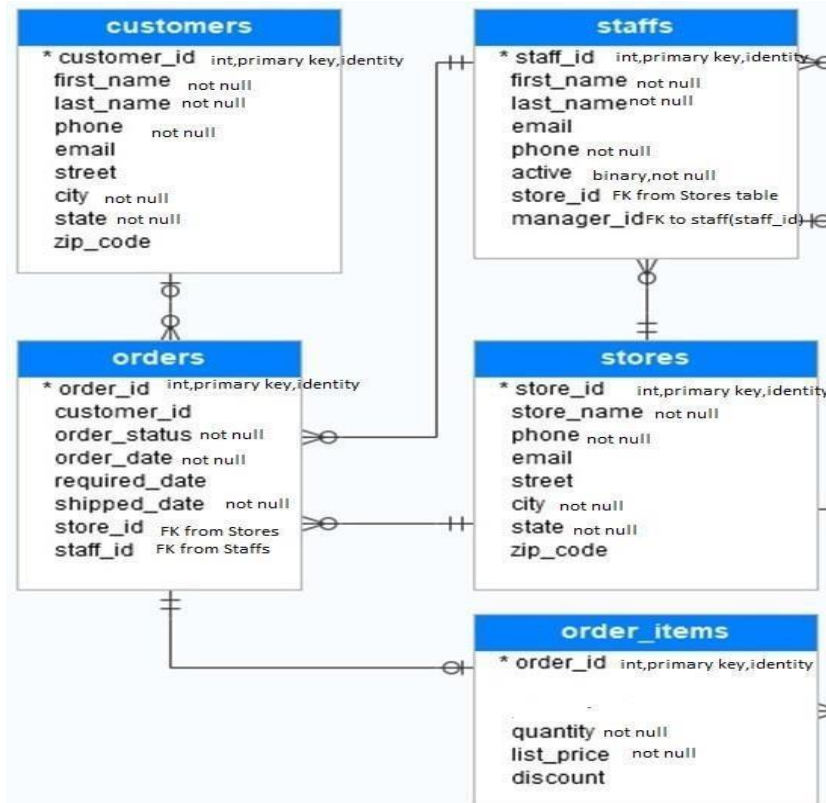 customers
* customer_id int,primary key,identity
first_name not null
last_name not null
phone not null
email
street
city not null
state not null
zip_code
staffs
* staff_id int,primary key,identity
first_name not null
last_name not null
email
phone not null
active binary,not null
store_id FK from Stores table
manager_id FK to staff(staff_id)
orders
* order_id int,primary key,identity
customer_id
order_status not null
order_date not null
required_date
shipped_date not null
store_id FK from Stores
staff_id FK from Staffs
stores
* store_id int,primary key,identity
store_name not null
phone not null
email
street
city not null
state not null
zip_code
order_items
* order_id int,primary key,identity
quantity not null
list_price not null
discount